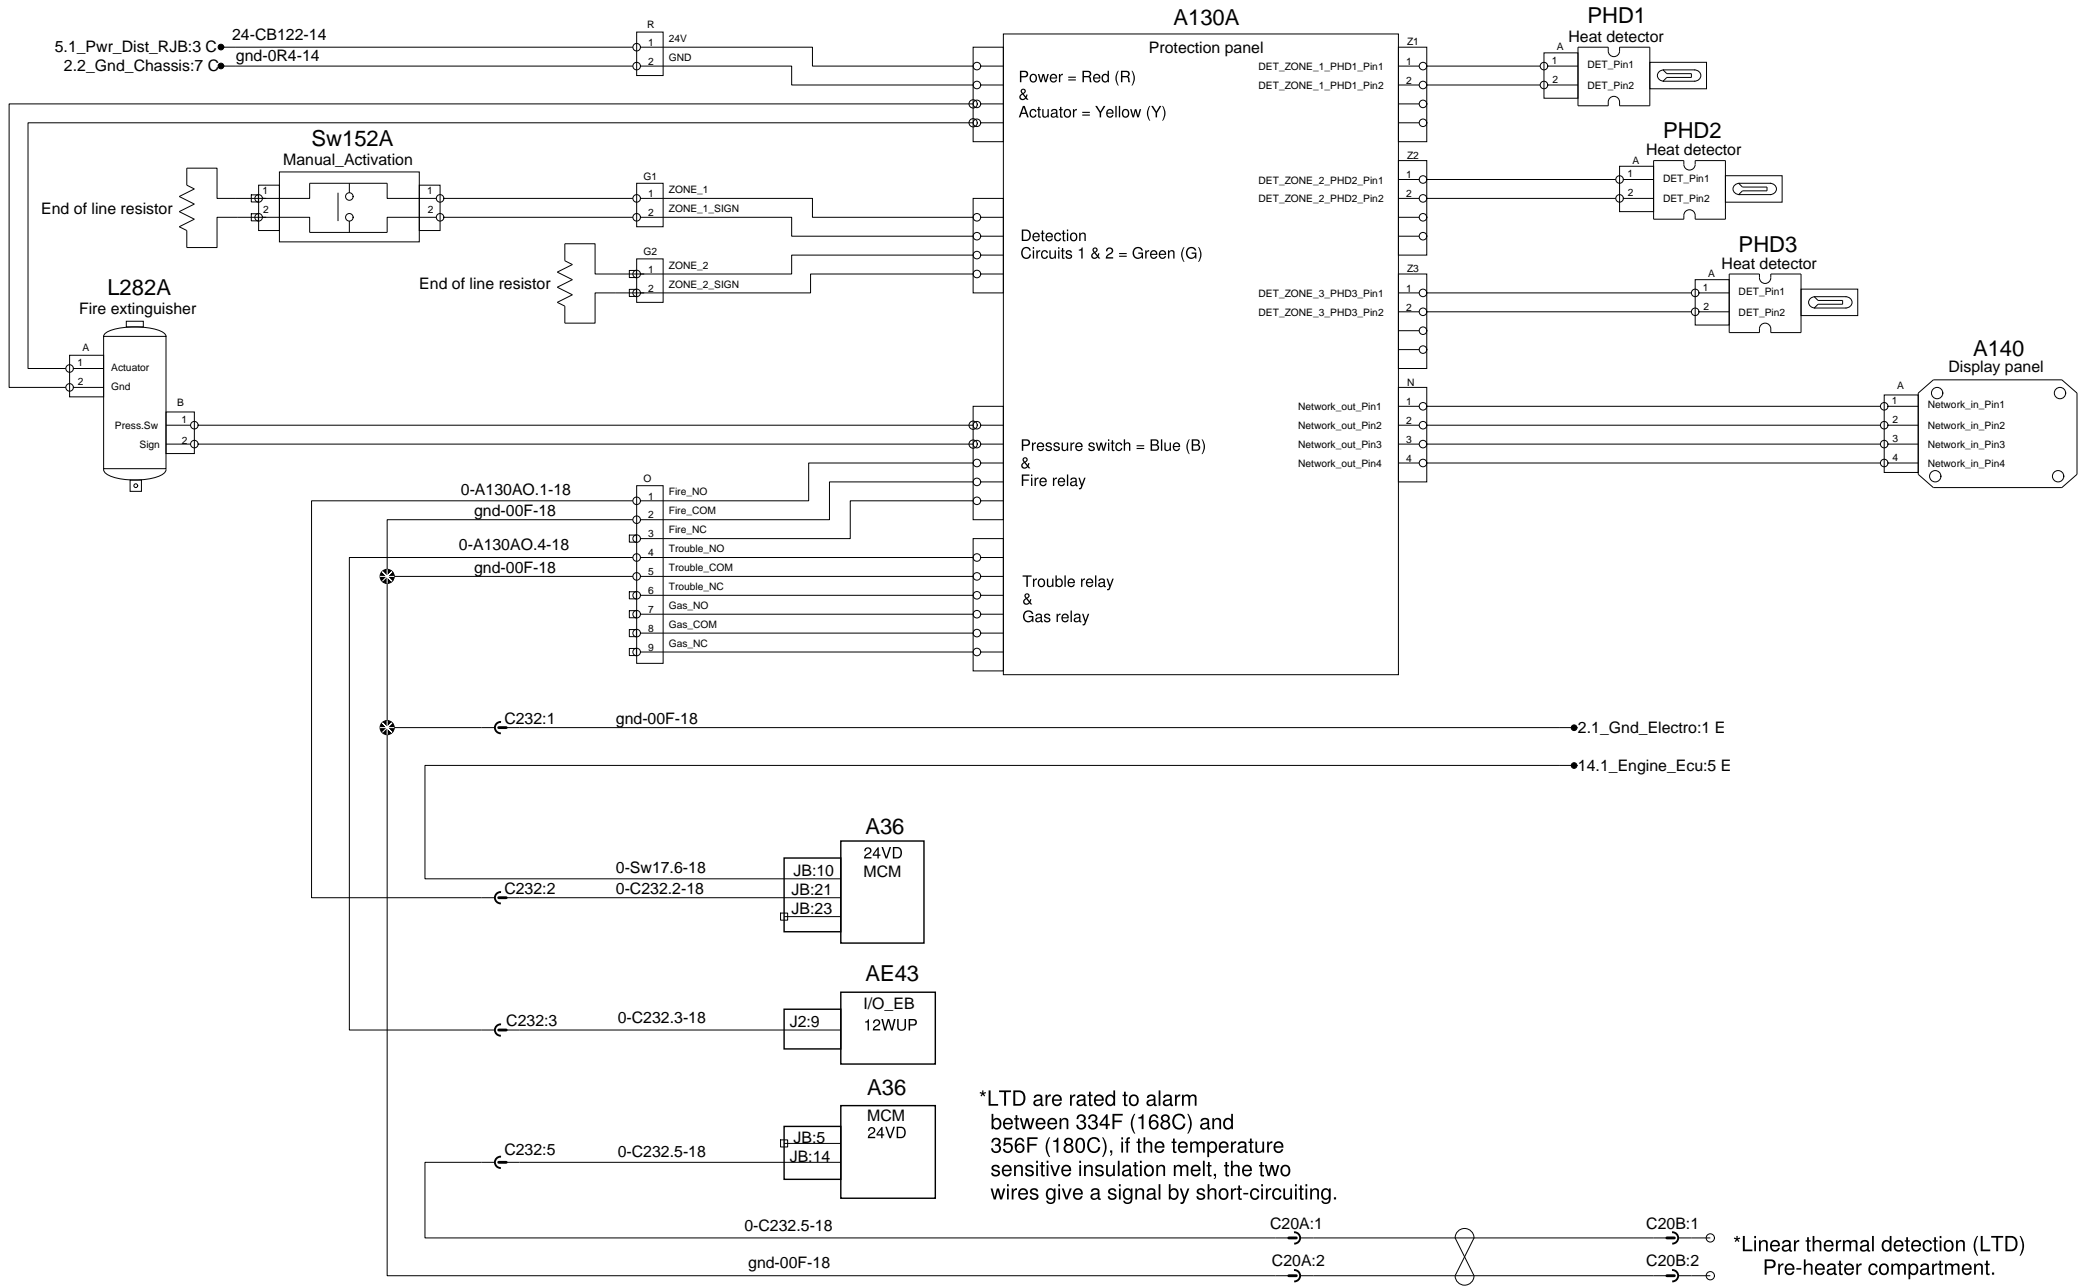 A130A
Protection panel
5.1_Pwr_Dist_RJB:3 C
24-CB122-14
2.2_Gnd_Chassis:7 C
gnd-0R4-14
R
1 24V
2 GND
Power = Red (R)
&
Actuator = Yellow (Y)
Sw152A
Manual_Activation
End of line resistor
1
2
1
2
G1
1 ZONE_1
2 ZONE_1_SIGN
G2
1 ZONE_2
2 ZONE_2_SIGN
End of line resistor
Detection
Circuits 1 & 2 = Green (G)
L282A
Fire extinguisher
A
1 Actuator
2 Gnd
B
Press.Sw 1
Sign 2
Pressure switch = Blue (B)
&
Fire relay
O
0-A130AO.1-18 1 Fire_NO
gnd-00F-18 2 Fire_COM
3 Fire_NC
0-A130AO.4-18 4 Trouble_NO
gnd-00F-18 5 Trouble_COM
6 Trouble_NC
7 Gas_NO
8 Gas_COM
9 Gas_NC
Trouble relay
&
Gas relay
Z1
DET_ZONE_1_PHD1_Pin1 1
DET_ZONE_1_PHD1_Pin2 2
PHD1
Heat detector
A
1 DET_Pin1
2 DET_Pin2
Z2
DET_ZONE_2_PHD2_Pin1 1
DET_ZONE_2_PHD2_Pin2 2
PHD2
Heat detector
A
1 DET_Pin1
2 DET_Pin2
Z3
DET_ZONE_3_PHD3_Pin1 1
DET_ZONE_3_PHD3_Pin2 2
PHD3
Heat detector
A
1 DET_Pin1
2 DET_Pin2
N
Network_out_Pin1 1
Network_out_Pin2 2
Network_out_Pin3 3
Network_out_Pin4 4
A140
Display panel
A
1 Network_in_Pin1
2 Network_in_Pin2
3 Network_in_Pin3
4 Network_in_Pin4
C232:1 gnd-00F-18 2.1_Gnd_Electro:1 E
14.1_Engine_Ecu:5 E
A36
24VD
MCM
0-Sw17.6-18 JB:10
C232:2 0-C232.2-18 JB:21
JB:23
AE43
I/O_EB
12WUP
C232:3 0-C232.3-18 J2:9
A36
MCM
24VD
JB:5
C232:5 0-C232.5-18 JB:14
*LTD are rated to alarm
between 334F (168C) and
356F (180C), if the temperature
sensitive insulation melt, the two
wires give a signal by short-circuiting.
0-C232.5-18 C20A:1 C20B:1
gnd-00F-18 C20A:2 C20B:2
*Linear thermal detection (LTD)
Pre-heater compartment.